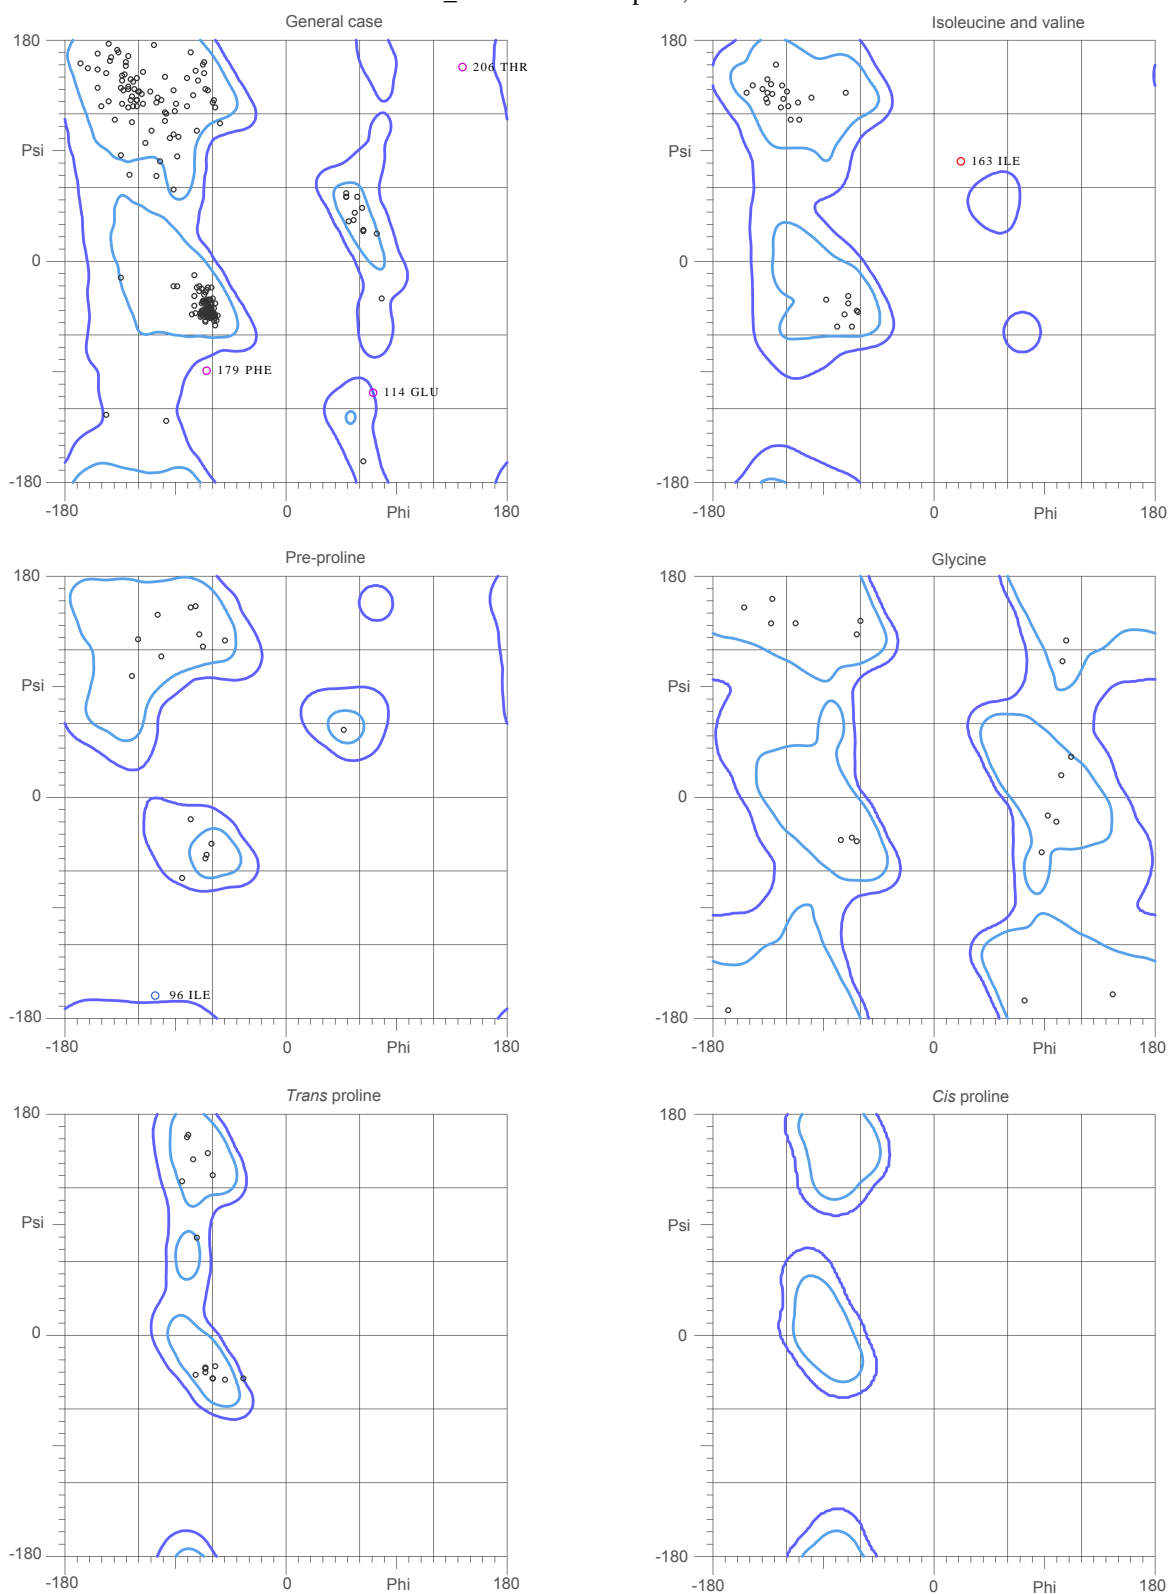 General case
Isoleucine and valine
180
206 THR
Psi
0
179 PHE
114 GLU
-180
-180
0
Phi
180
180
Psi
163 ILE
0
-180
-180
0
Phi
180
Pre-proline
Glycine
180
Psi
0
96 ILE
-180
-180
0
Phi
180
180
Psi
0
-180
-180
0
Phi
180
Trans proline
Cis proline
180
Psi
0
-180
-180
0
Phi
180
180
Psi
0
-180
-180
0
Phi
180